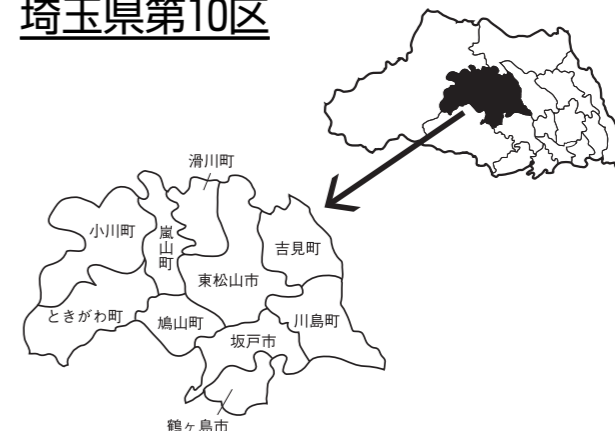 埼玉県第10区
滑川町
小川町
嵐山町
吉見町
東松山市
ときがわ町
鳩山町
川島町
坂戸市
鶴ヶ島市